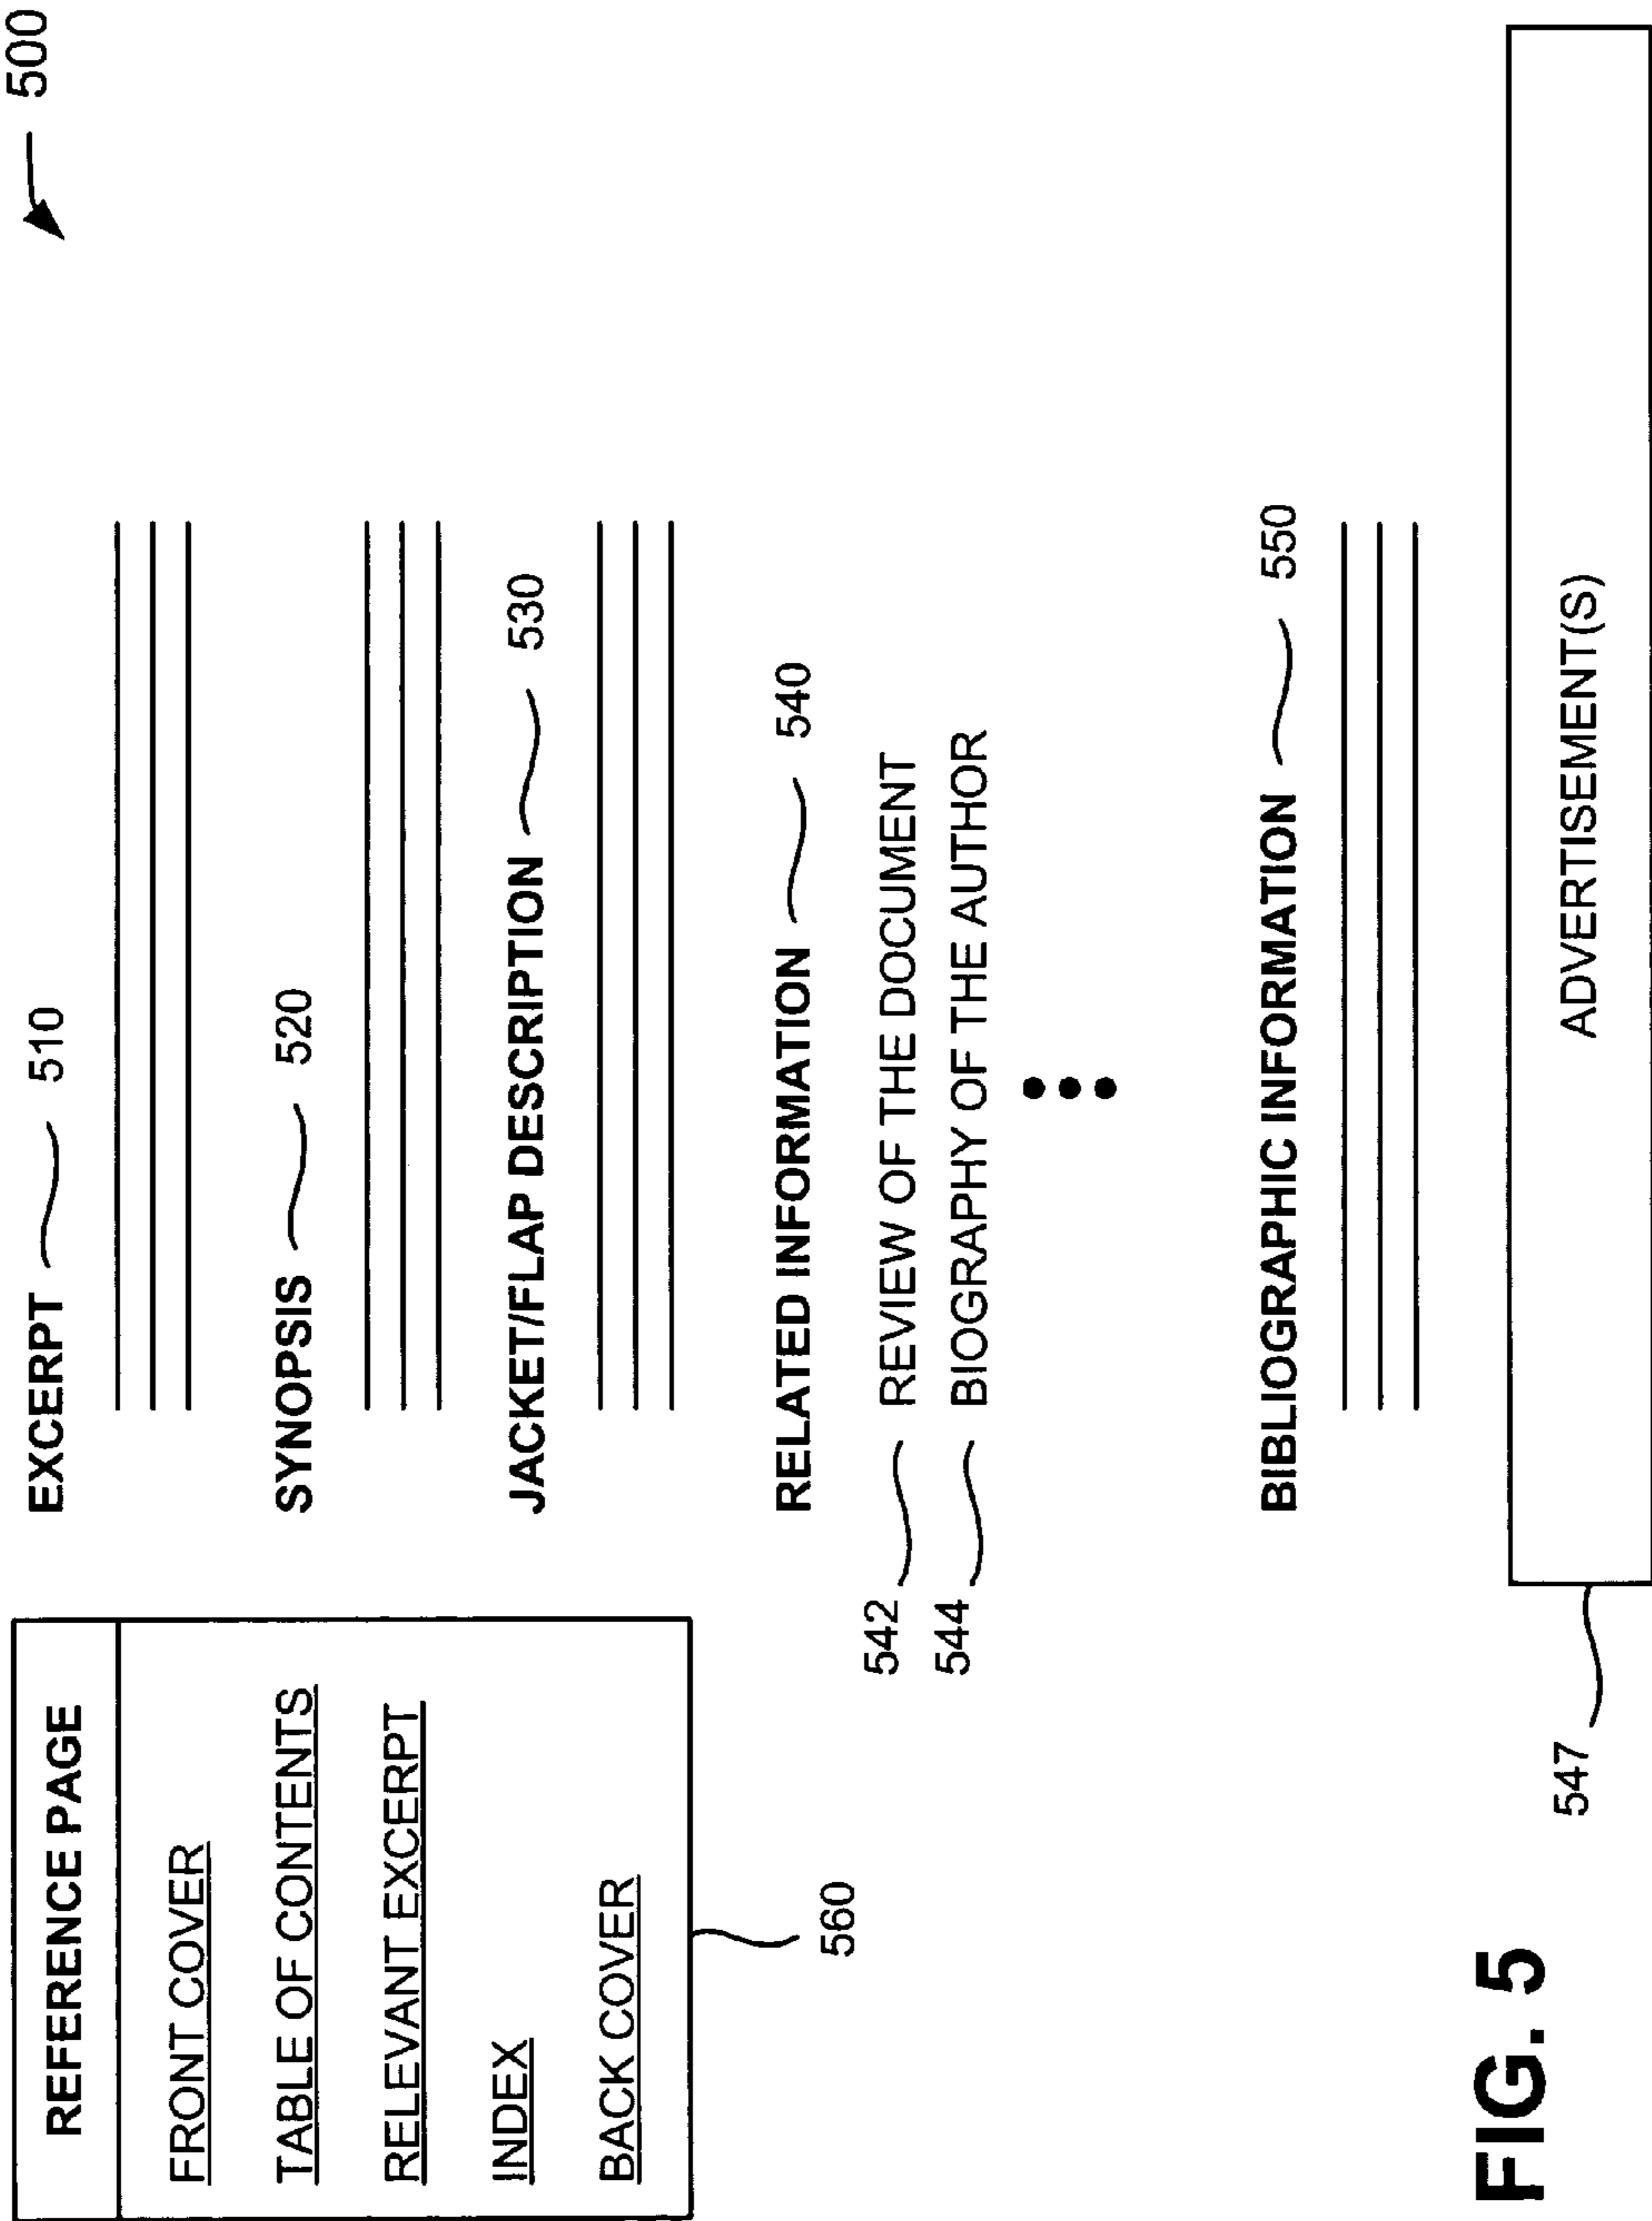 500
REFERENCE PAGE
FRONT COVER
TABLE OF CONTENTS
RELEVANT EXCERPT
INDEX
BACK COVER
560
EXCERPT 510
SYNOPSIS 520
JACKET/FLAP DESCRIPTION 530
RELATED INFORMATION 540
542 REVIEW OF THE DOCUMENT
544 BIOGRAPHY OF THE AUTHOR
BIBLIOGRAPHIC INFORMATION 550
ADVERTISEMENT(S)
547
FIG. 5